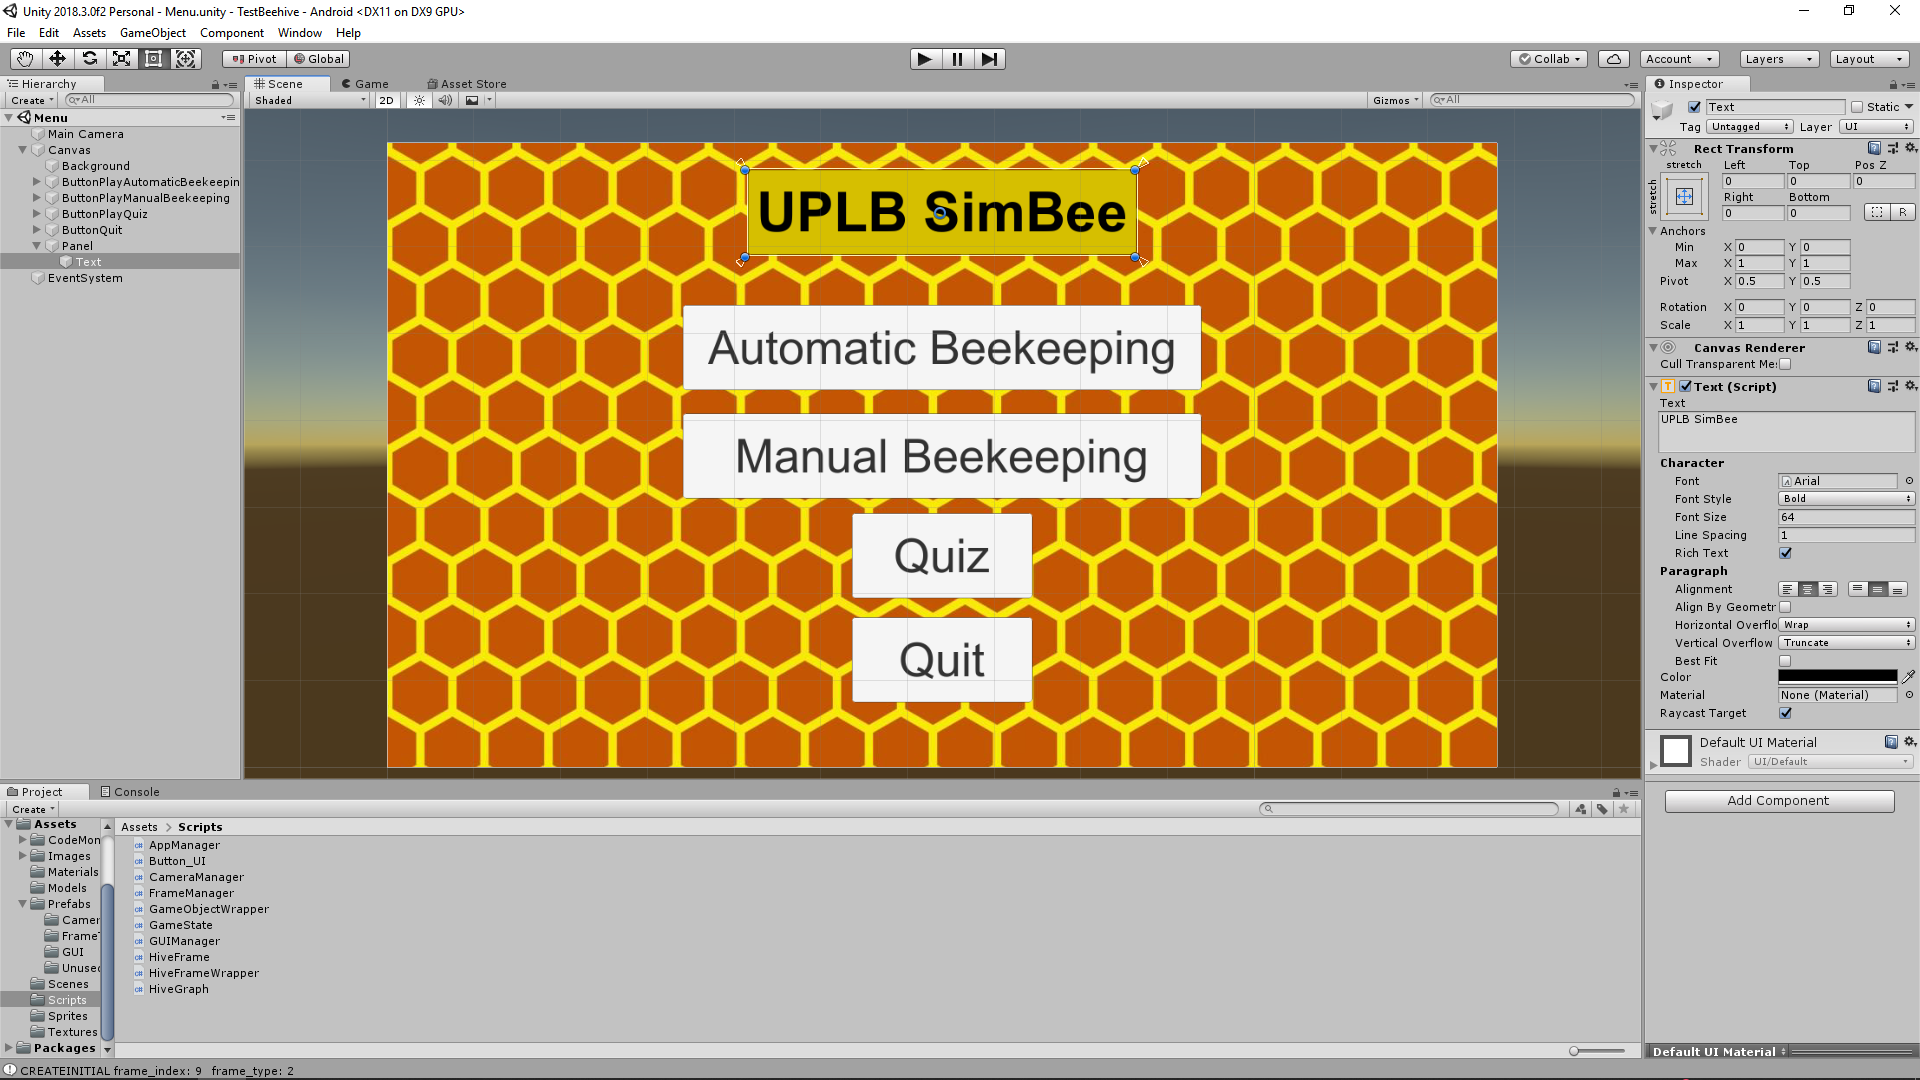 Unity 2018.3.0f2 Personal - Menu.unity - TestBeehive - Android <DX11 on DX9 GPU>
File Edit Assets GameObject Component Window Help
Pivot Global Collab Account Layers Layout
Hierarchy
Create All
Menu
Main Camera
Canvas
Background
ButtonPlayAutomaticBeekeepin
ButtonPlayManualBeekeeping
ButtonPlayQuiz
ButtonQuit
Panel
Text
EventSystem
Scene Game Asset Store
Shaded 2D Gizmos All
UPLB SimBee
Automatic Beekeeping
Manual Beekeeping
Quiz
Quit
Inspector
Text Static
Tag Untagged Layer UI
Rect Transform
stretch Left Top Pos Z
stretch 0 0 0
Right Bottom
0 0 R
Anchors
Min X 0 Y 0
Max X 1 Y 1
Pivot X 0.5 Y 0.5
Rotation X 0 Y 0 Z 0
Scale X 1 Y 1 Z 1
Canvas Renderer
Cull Transparent Me:
T Text (Script)
Text
UPLB SimBee
Character
Font Arial
Font Style Bold
Font Size 64
Line Spacing 1
Rich Text
Paragraph
Alignment
Align By Geometr
Horizontal Overflo Wrap
Vertical Overflow Truncate
Best Fit
Color
Material None (Material)
Raycast Target
Default UI Material
Shader UI/Default
Add Component
Default UI Material
Project Console
Create
Assets
CodeMon
Images
Materials
Models
Prefabs
Camer
FrameT
GUI
Unused
Scenes
Scripts
Sprites
Textures
Packages
Assets > Scripts
AppManager
Button_UI
CameraManager
FrameManager
GameObjectWrapper
GameState
GUIManager
HiveFrame
HiveFrameWrapper
HiveGraph
CREATEINITIAL frame_index: 9 frame_type: 2